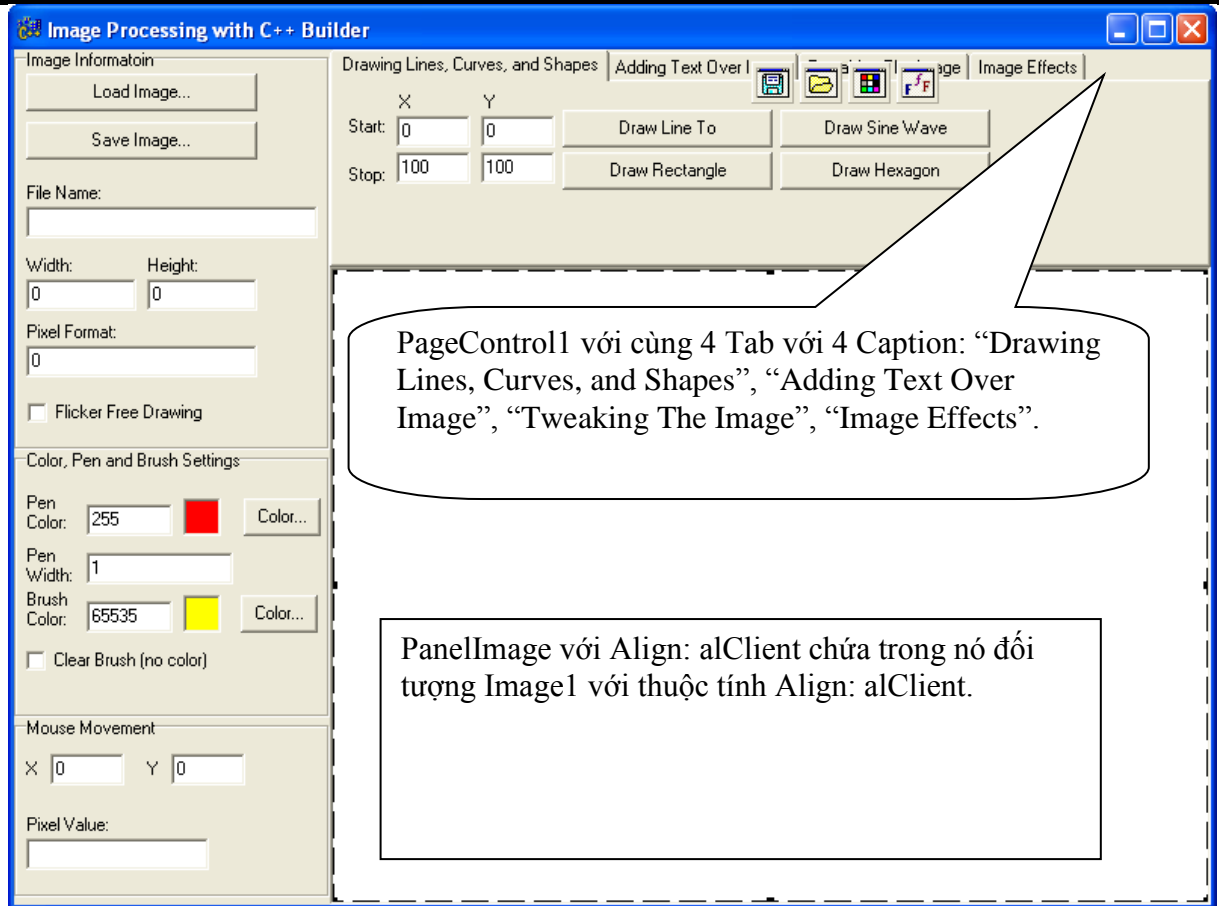 Image Processing with C++ Builder
Image Informatoin
Load Image...
Save Image...
File Name:
Width: Height:
0 0
Pixel Format:
0
Flicker Free Drawing
Color, Pen and Brush Settings
Pen
Color: 255 Color...
Pen
Width: 1
Brush
Color: 65535 Color...
Clear Brush (no color)
Mouse Movement
X 0 Y 0
Pixel Value:
Drawing Lines, Curves, and Shapes Adding Text Over Image Effects
X Y
Start: 0 0 Draw Line To Draw Sine Wave
Stop: 100 100 Draw Rectangle Draw Hexagon
PageControl1 với cùng 4 Tab với 4 Caption: “Drawing
Lines, Curves, and Shapes”, “Adding Text Over
Image”, “Tweaking The Image”, “Image Effects”.
PanelImage với Align: alClient chứa trong nó đối
tượng Image1 với thuộc tính Align: alClient.